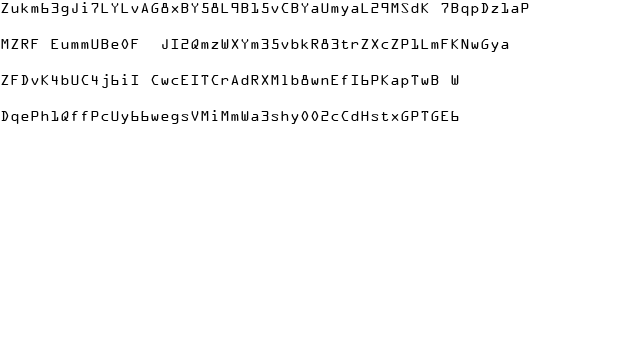 Zukm63gJi7LYLvAG8xBY58L9B15vCBYaUmyaL29MSdK 7BqpDz1aP
MZRF EummUBe0F  JI2QmzWXYm35vbkR83trZXcZP1LmFKNwGya
ZFDvK4bUC4j6iI CwcEITCrAdRXM1b8wnEfI6PKapTwB W
DqePh1QffPcUy66wegsVMiMmWa3shy002cCdHstxGPTGE6